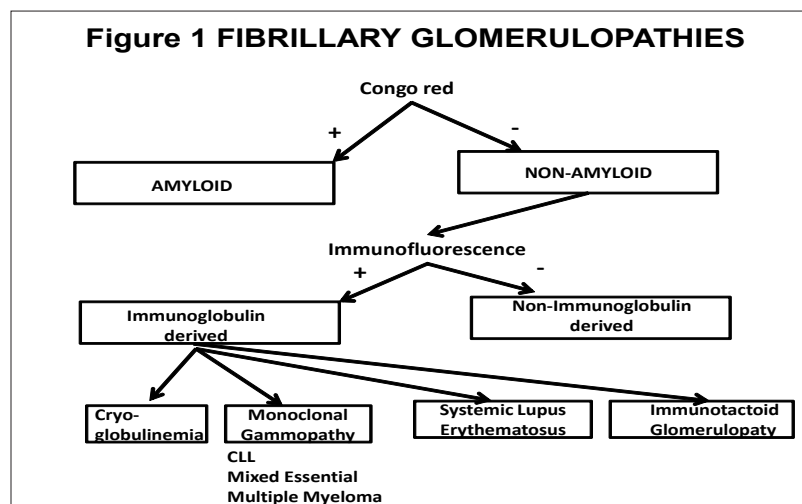 Figure 1 FIBRILLARY GLOMERULOPATHIES
Congo red
+
-
AMYLOID
NON-AMYLOID
Immunofluorescence
+
-
Immunoglobulin
derived
Non-Immunoglobulin
derived
Cryo-
globulinemia
Monoclonal
Gammopathy
Systemic Lupus
Erythematosus
Immunotactoid
Glomerulopaty
CLL
Mixed Essential
Multiple Myeloma